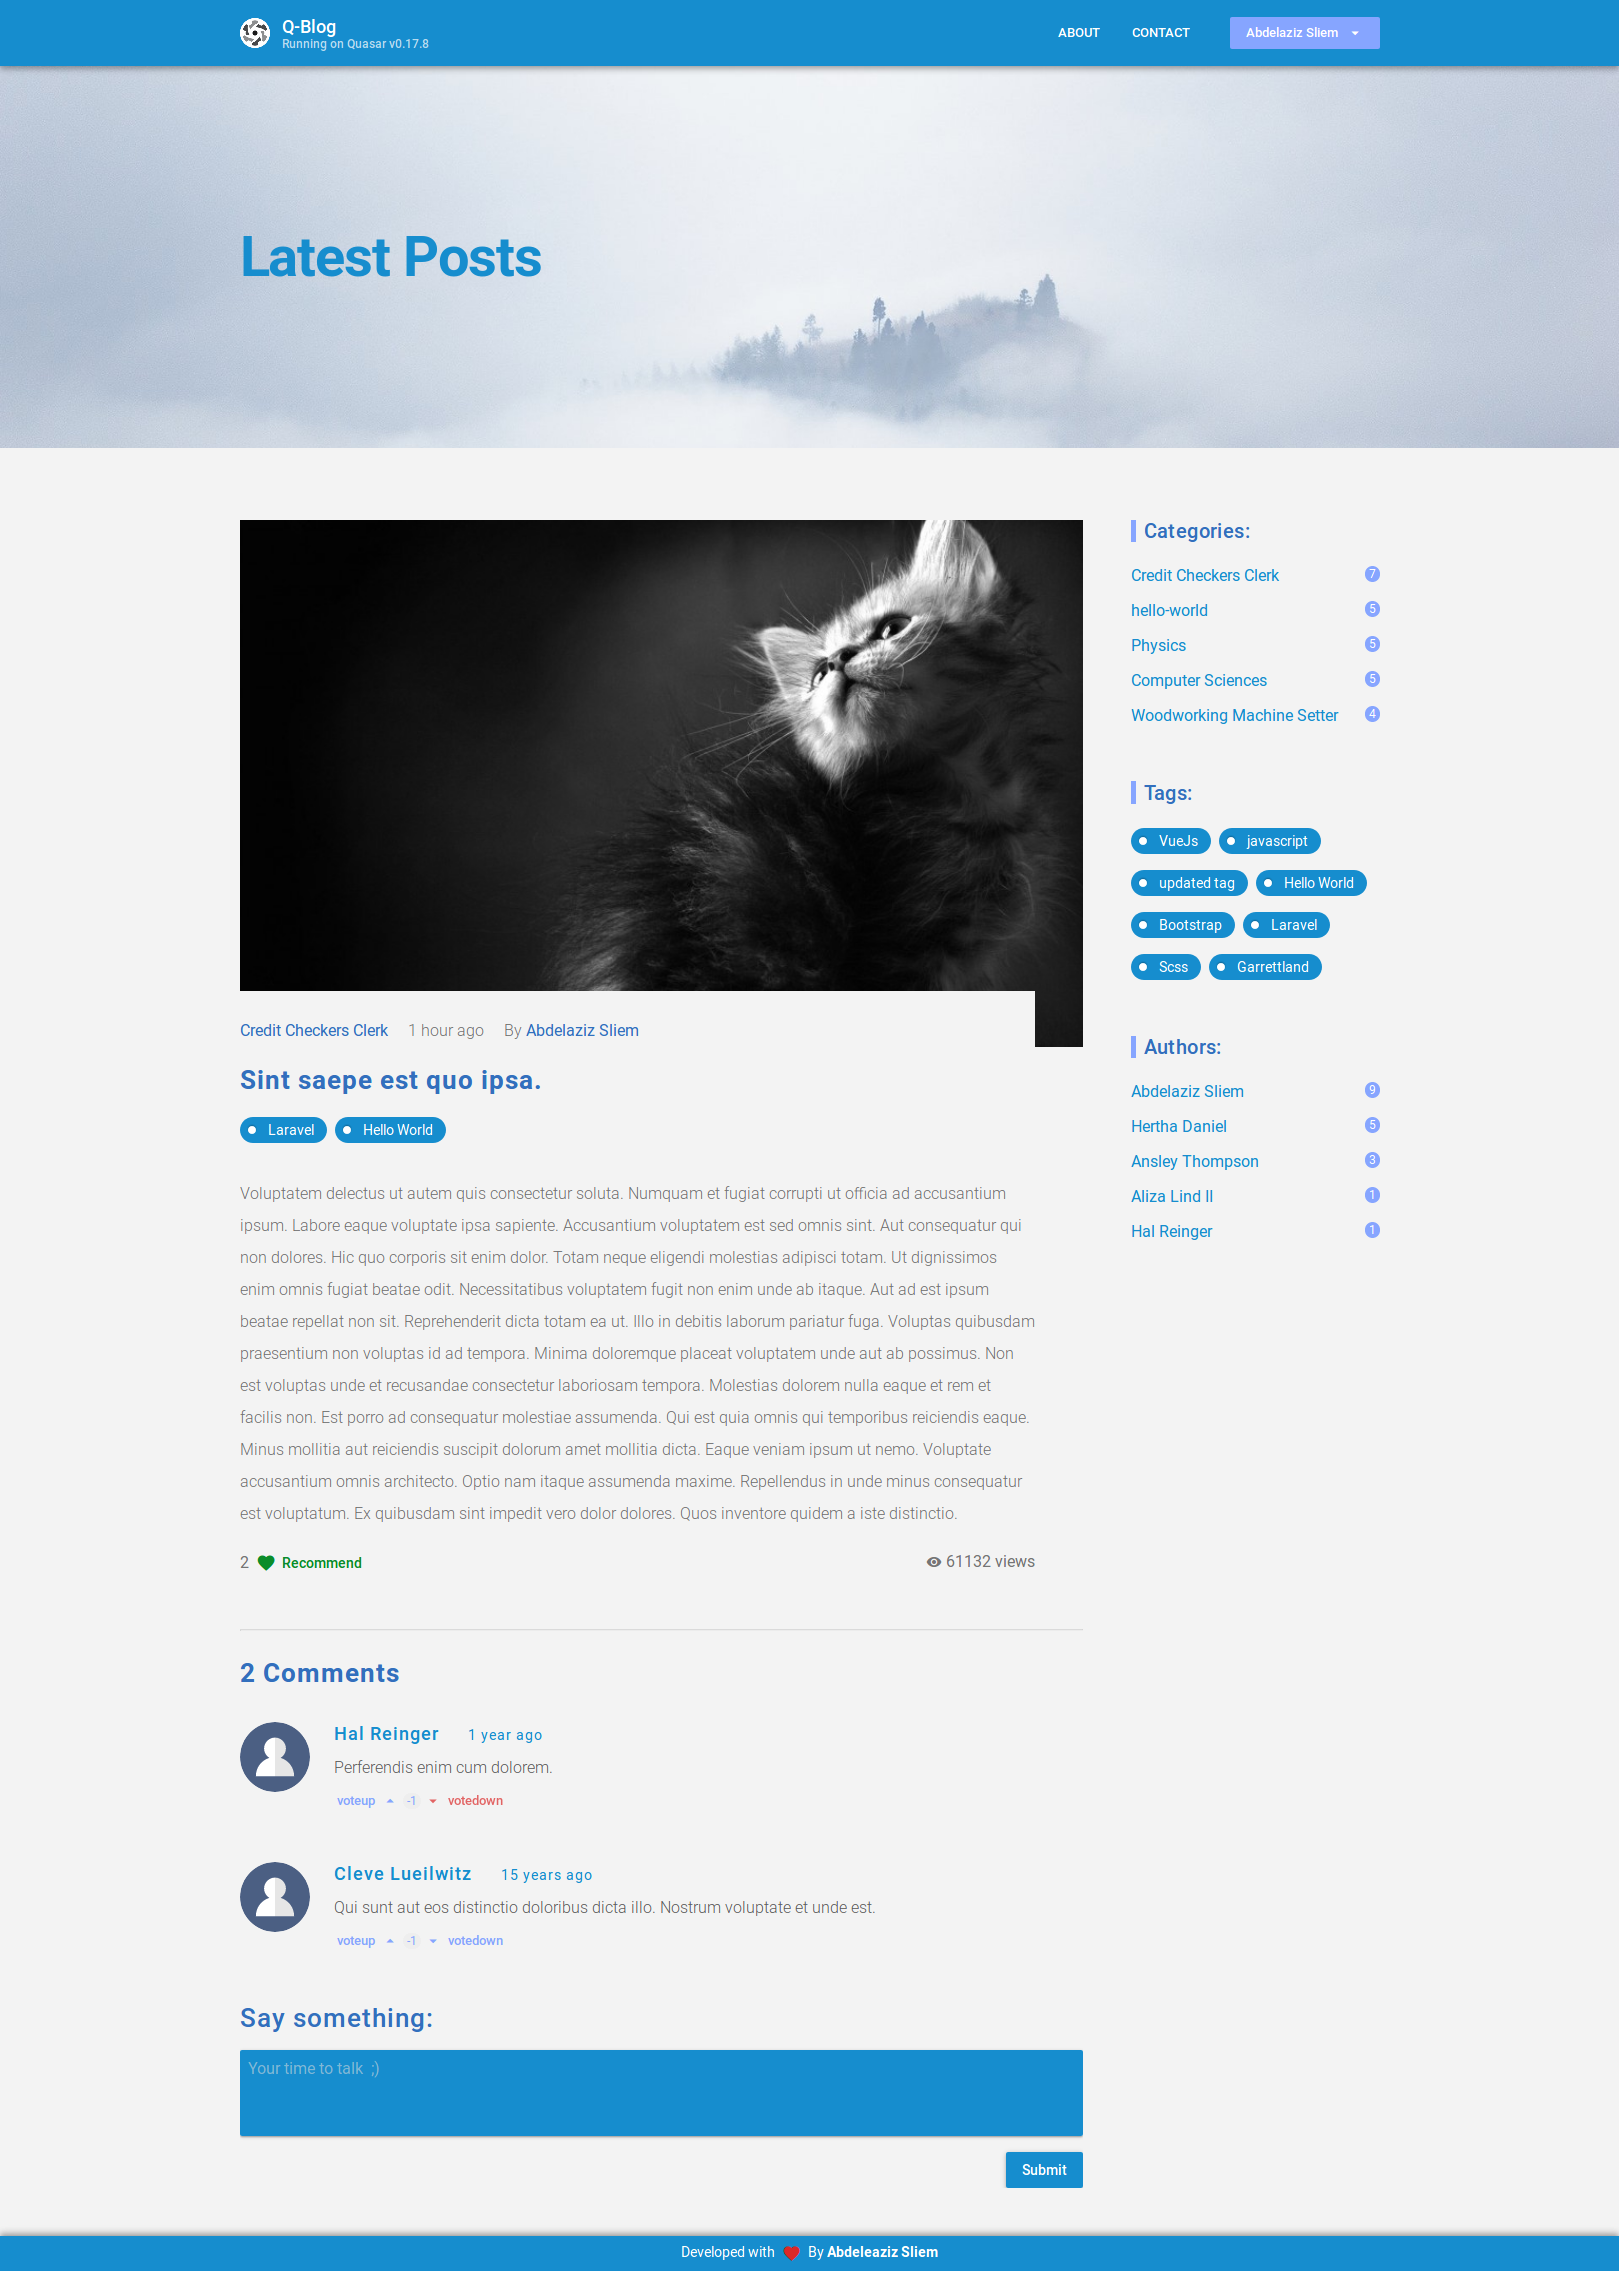 Q-Blog
Running on Quasar v0.17.8
ABOUT
CONTACT
Abdelaziz Sliem
Latest Posts
Credit Checkers Clerk 1 hour ago By Abdelaziz Sliem
Sint saepe est quo ipsa.
Laravel
Hello World
Voluptatem delectus ut autem quis consectetur soluta. Numquam et fugiat corrupti ut officia ad accusantium
ipsum. Labore eaque voluptate ipsa sapiente. Accusantium voluptatem est sed omnis sint. Aut consequatur qui
non dolores. Hic quo corporis sit enim dolor. Totam neque eligendi molestias adipisci totam. Ut dignissimos
enim omnis fugiat beatae odit. Necessitatibus voluptatem fugit non enim unde ab itaque. Aut ad est ipsum
beatae repellat non sit. Reprehenderit dicta totam ea ut. Illo in debitis laborum pariatur fuga. Voluptas quibusdam
praesentium non voluptas id ad tempora. Minima doloremque placeat voluptatem unde aut ab possimus. Non
est voluptas unde et recusandae consectetur laboriosam tempora. Molestias dolorem nulla eaque et rem et
facilis non. Est porro ad consequatur molestiae assumenda. Qui est quia omnis qui temporibus reiciendis eaque.
Minus mollitia aut reiciendis suscipit dolorum amet mollitia dicta. Eaque veniam ipsum ut nemo. Voluptate
accusantium omnis architecto. Optio nam itaque assumenda maxime. Repellendus in unde minus consequatur
est voluptatum. Ex quibusdam sint impedit vero dolor dolores. Quos inventore quidem a iste distinctio.
2 Recommend
61132 views
2 Comments
Hal Reinger 1 year ago
Perferendis enim cum dolorem.
voteup -1 votedown
Cleve Lueilwitz 15 years ago
Qui sunt aut eos distinctio doloribus dicta illo. Nostrum voluptate et unde est.
voteup -1 votedown
Say something:
Your time to talk ;)
Submit
Categories:
Credit Checkers Clerk 7
hello-world 5
Physics 5
Computer Sciences 5
Woodworking Machine Setter 4
Tags:
VueJs
javascript
updated tag
Hello World
Bootstrap
Laravel
Scss
Garrettland
Authors:
Abdelaziz Sliem 9
Hertha Daniel 5
Ansley Thompson 3
Aliza Lind II 1
Hal Reinger 1
Developed with By Abdeleaziz Sliem